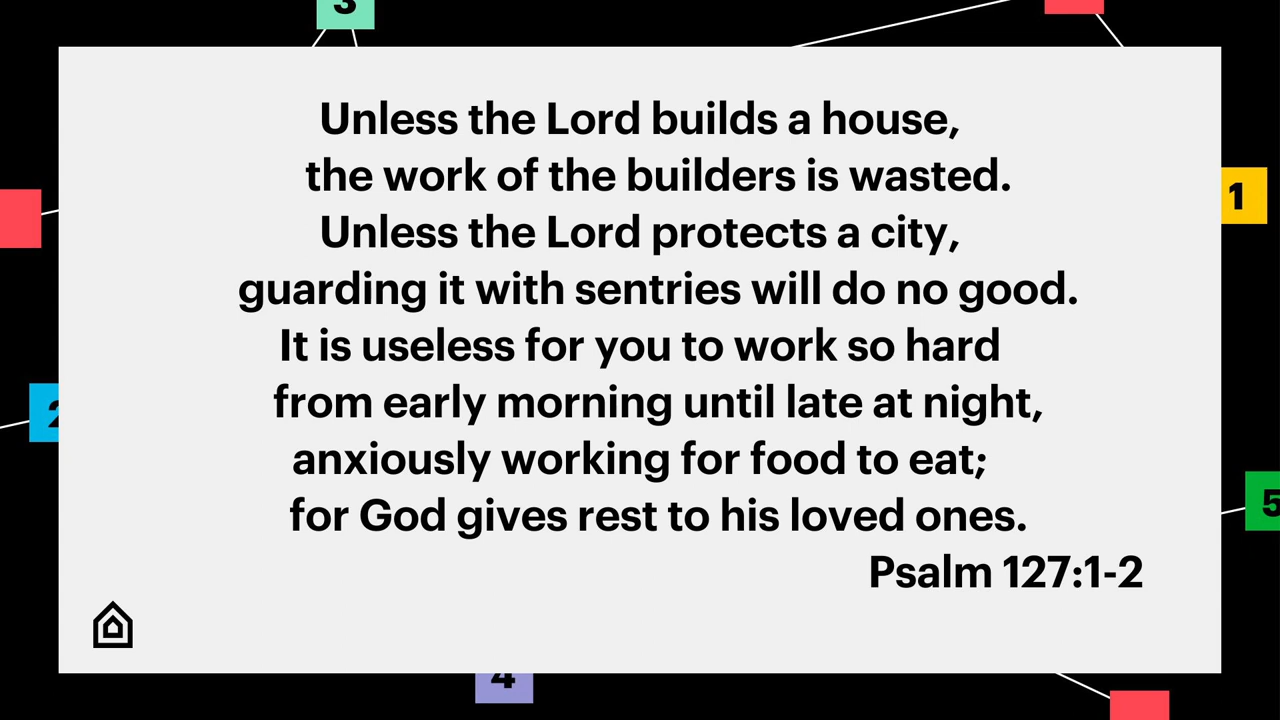 3
Unless the Lord builds a house,
the work of the builders is wasted.
1
Unless the Lord protects a city,
guarding it with sentries will do no good.
It is useless for you to work so hard
from early morning until late at night,
2
anxiously working for food to eat;
for God gives rest to his loved ones.
5
Psalm 127:1-2
4